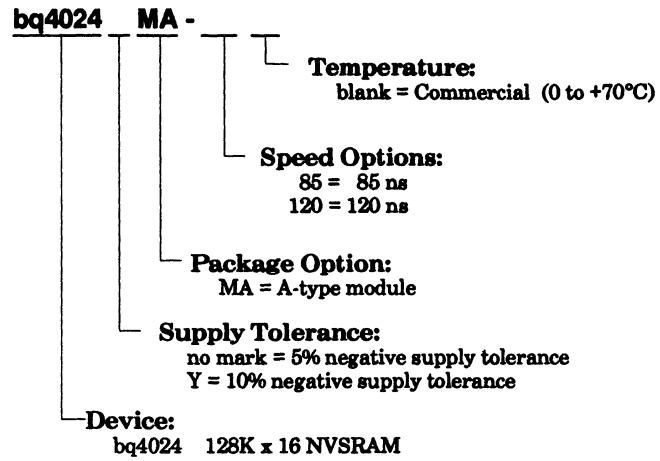 bq4024 MA -
Temperature:
blank = Commercial (0 to +70°C)
Speed Options:
85 = 85 ns
120 = 120 ns
Package Option:
MA = A-type module
Supply Tolerance:
no mark = 5% negative supply tolerance
Y = 10% negative supply tolerance
Device:
bq4024 128K x 16 NVSRAM